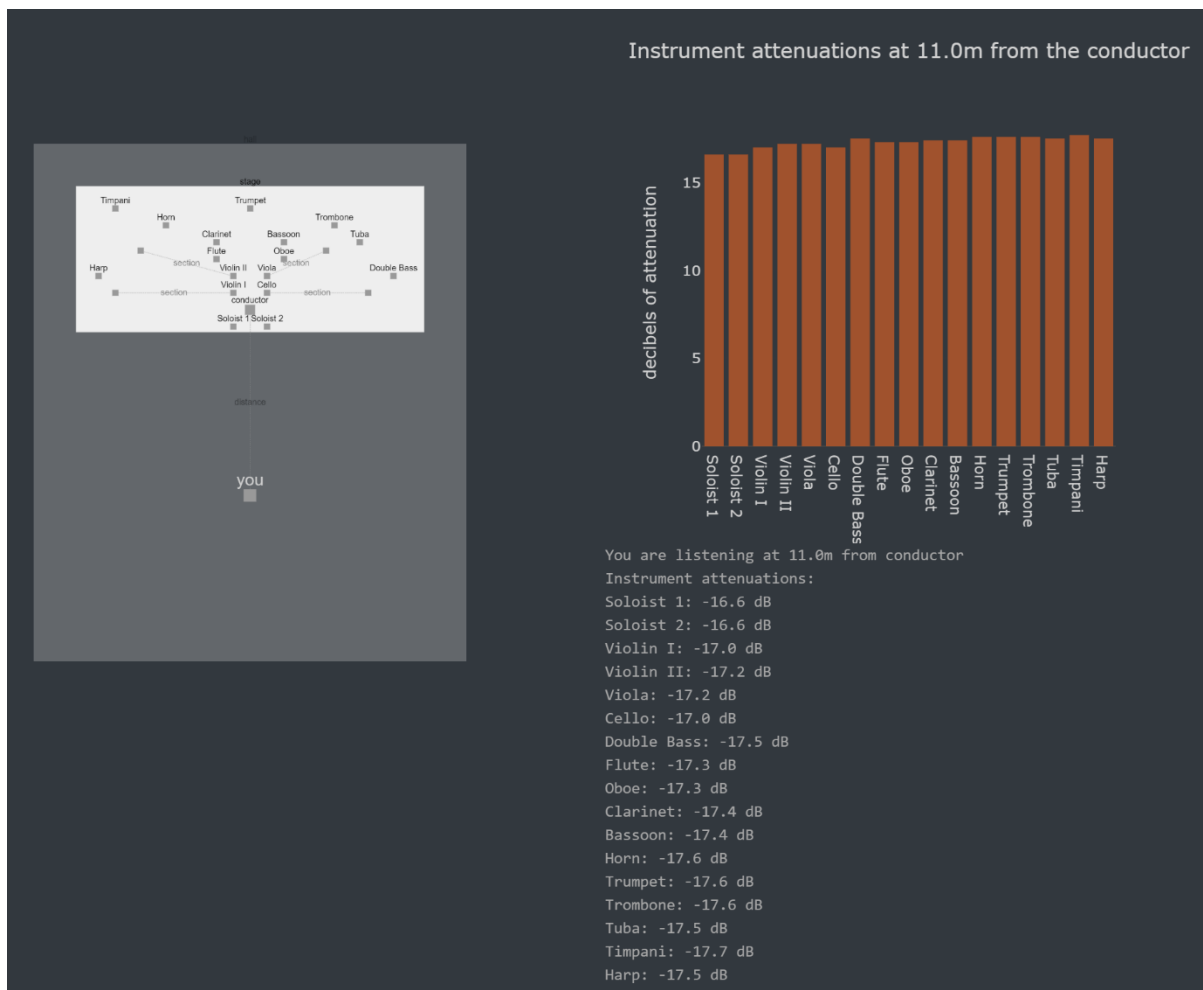 Instrument attenuations at 11.0m from the conductor
stage
Timpani
Trumpet
Horn
Trombone
Clarinet
Bassoon
Tuba
Flute
Oboe
section
section
Harp
Violin II
Viola
Double Bass
Violin I
Cello
section
section
conductor
Soloist 1
Soloist 2
distance
you
decibels of attenuation
15
10
5
0
Soloist 1
Soloist 2
Violin I
Violin II
Viola
Cello
Double Bass
Flute
Oboe
Clarinet
Bassoon
Horn
Trumpet
Trombone
Tuba
Timpani
Harp
You are listening at 11.0m from conductor
Instrument attenuations:
Soloist 1: -16.6 dB
Soloist 2: -16.6 dB
Violin I: -17.0 dB
Violin II: -17.2 dB
Viola: -17.2 dB
Cello: -17.0 dB
Double Bass: -17.5 dB
Flute: -17.3 dB
Oboe: -17.3 dB
Clarinet: -17.4 dB
Bassoon: -17.4 dB
Horn: -17.6 dB
Trumpet: -17.6 dB
Trombone: -17.6 dB
Tuba: -17.5 dB
Timpani: -17.7 dB
Harp: -17.5 dB